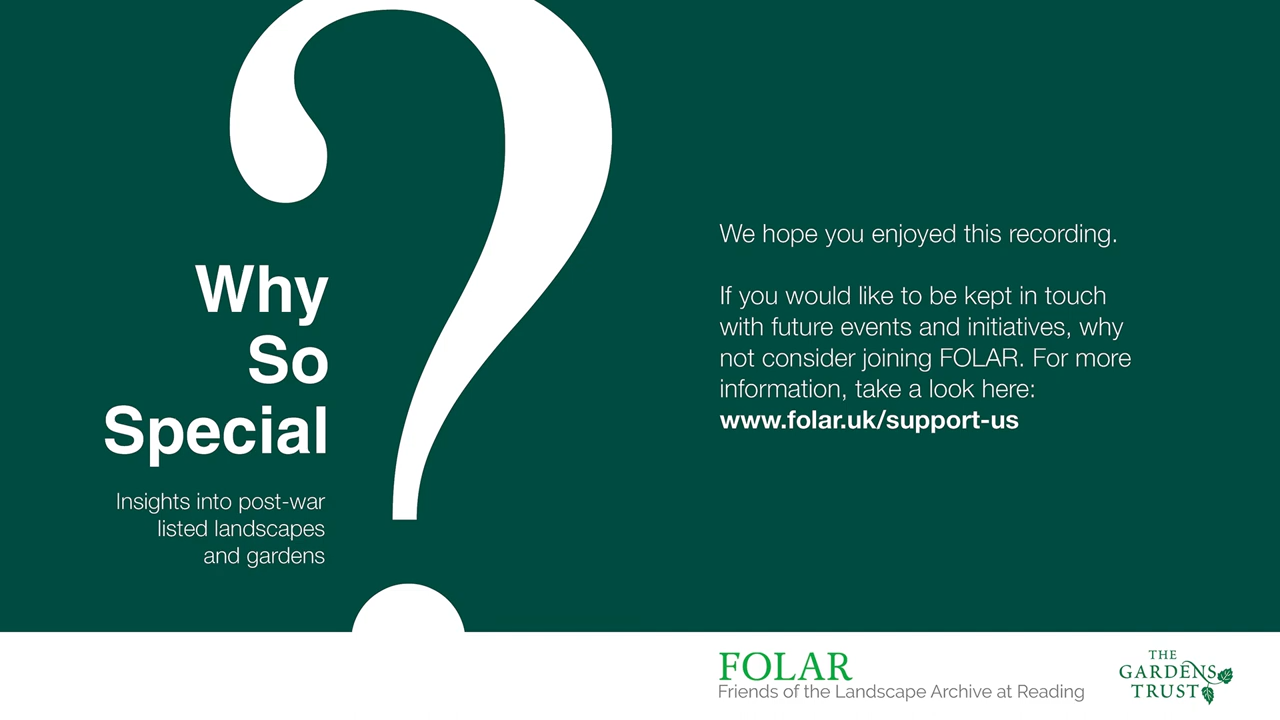 Why
So
Special
?
Insights into post-war
listed landscapes
and gardens
We hope you enjoyed this recording.
If you would like to be kept in touch
with future events and initiatives, why
not consider joining FOLAR. For more
information, take a look here:
www.folar.uk/support-us
FOLAR
Friends of the Landscape Archive at Reading
THE
GARDENS
TRUST